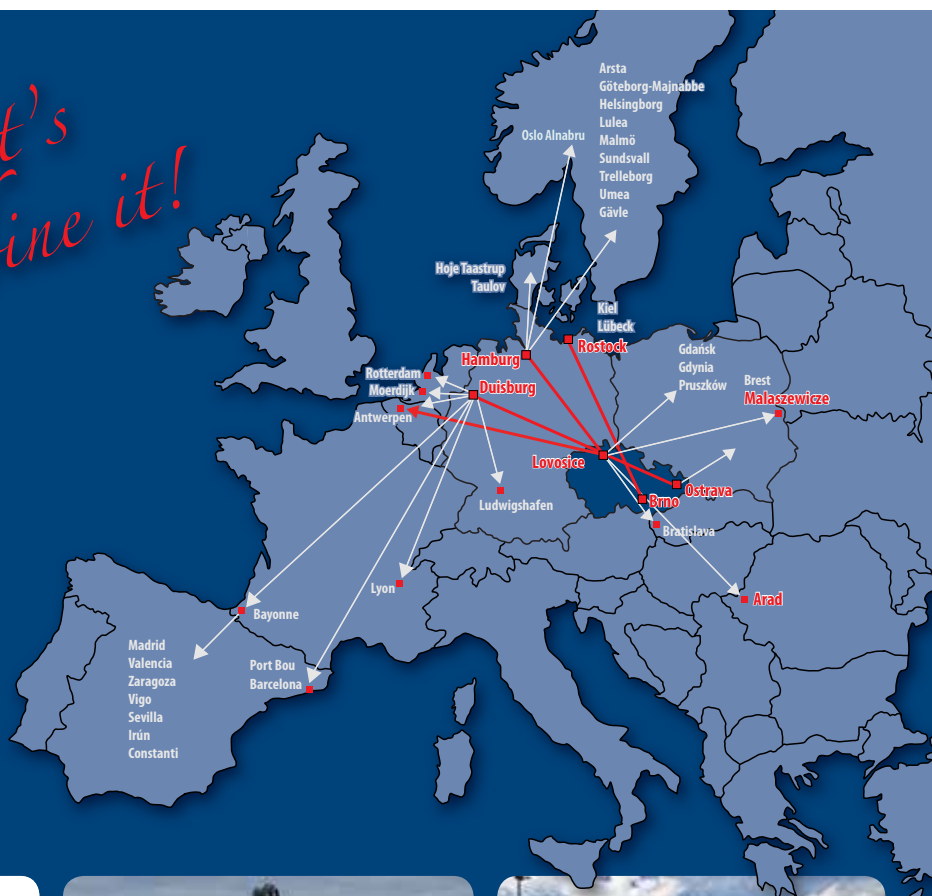 t's
ine it!
Arsta
Göteborg-Majnabbe
Helsingborg
Lulea
Malmö
Sundsvall
Trelleborg
Umea
Gävle
Oslo Alnabru
Hoje Taastrup
Taulov
Kiel
Lübeck
Hamburg
Rostock
Gdańsk
Gdynia
Pruszków
Brest
Malaszewicze
Rotterdam
Moerdijk
Duisburg
Antwerpen
Lovosice
Ostrava
Brno
Ludwigshafen
Bratislava
Lyon
Arad
Bayonne
Madrid
Valencia
Zaragoza
Vigo
Sevilla
Irún
Constanti
Port Bou
Barcelona